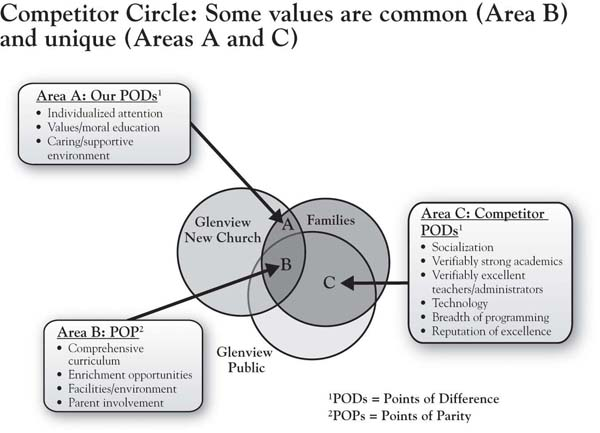 Competitor Circle: Some values are common (Area B)
and unique (Areas A and C)
Area A: Our PODs¹
• Individualized attention
• Values/moral education
• Caring/supportive
environment
Glenview
New Church
A
Families
B
C
Glenview
Public
Area C: Competitor
PODs¹
• Socialization
• Verifiably strong academics
• Verifiably excellent
teachers/administrators
• Technology
• Breadth of programming
• Reputation of excellence
Area B: POP²
• Comprehensive
curriculum
• Enrichment opportunities
• Facilities/environment
• Parent involvement
¹PODs = Points of Difference
²POPs = Points of Parity